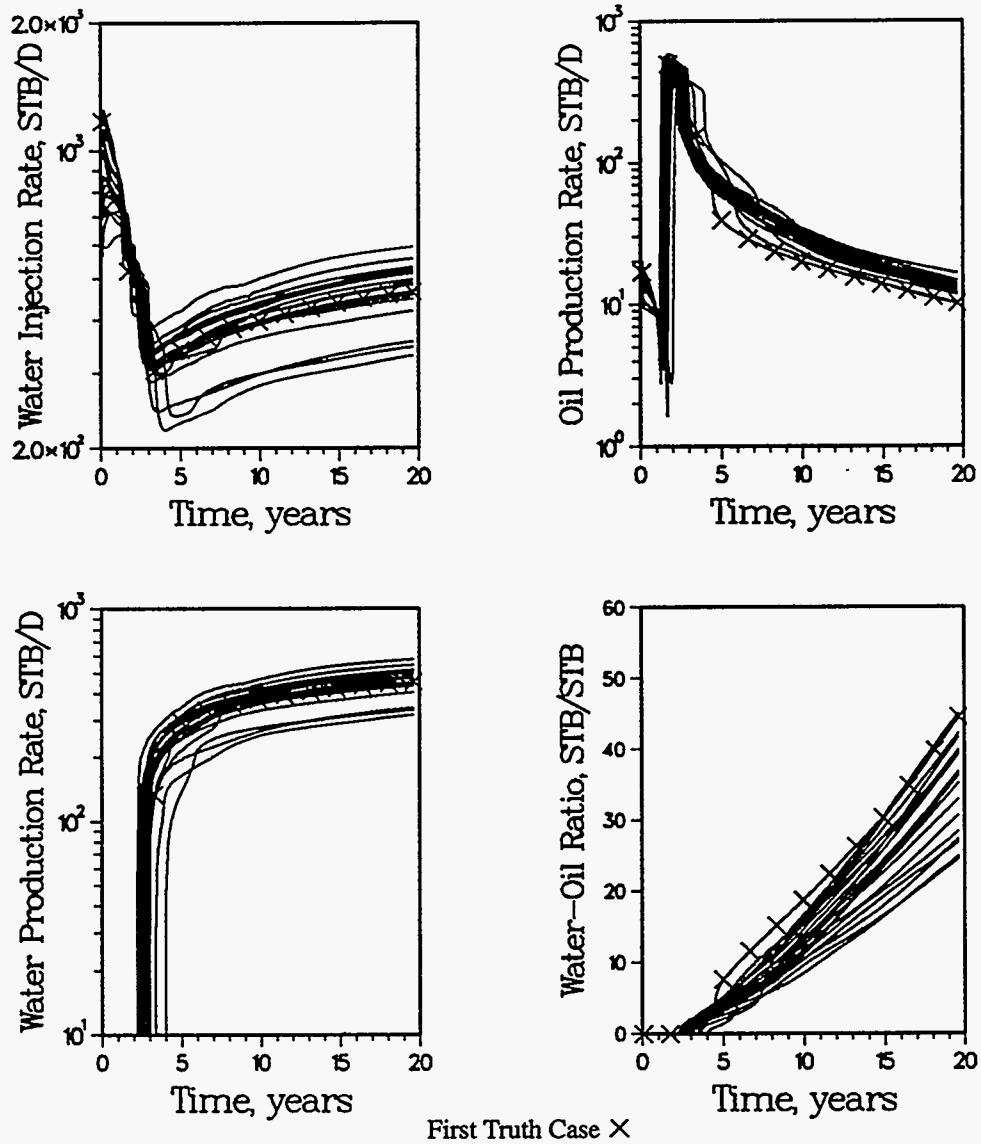 Water Injection Rate, STB/D
2.0×10³
10³
2.0×10²
0 5 10 15 20
Time, years
Oil Production Rate, STB/D
10³
10²
10¹
10⁰
0 5 10 15 20
Time, years
Water Production Rate, STB/D
10³
10²
10¹
0 5 10 15 20
Time, years
Water-Oil Ratio, STB/STB
60
50
40
30
20
10
0
0 5 10 15 20
Time, years
First Truth Case ×